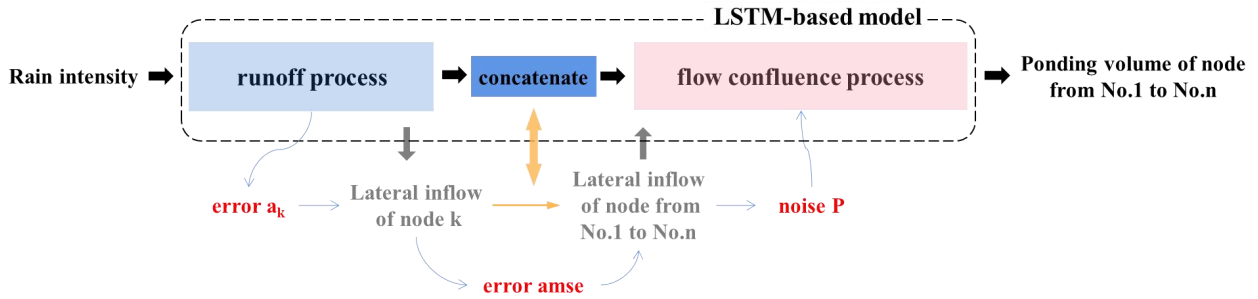 LSTM-based model
Rain intensity
runoff process
concatenate
flow confluence process
Ponding volume of node
from No.1 to No.n
error aₖ
Lateral inflow
of node k
Lateral inflow
of node from
No.1 to No.n
noise P
error amse